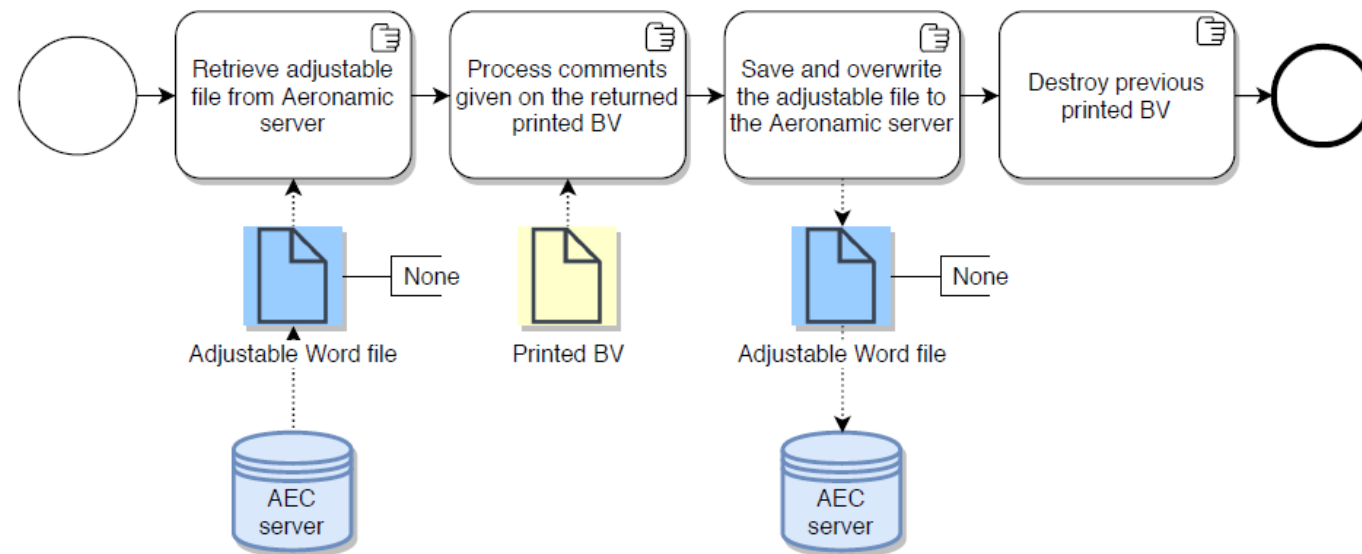 Retrieve adjustable
file from Aeronamic
server
Process comments
given on the returned
printed BV
Save and overwrite
the adjustable file to
the Aeronamic server
Destroy previous
printed BV
None
None
Adjustable Word file
Printed BV
Adjustable Word file
AEC
server
AEC
server